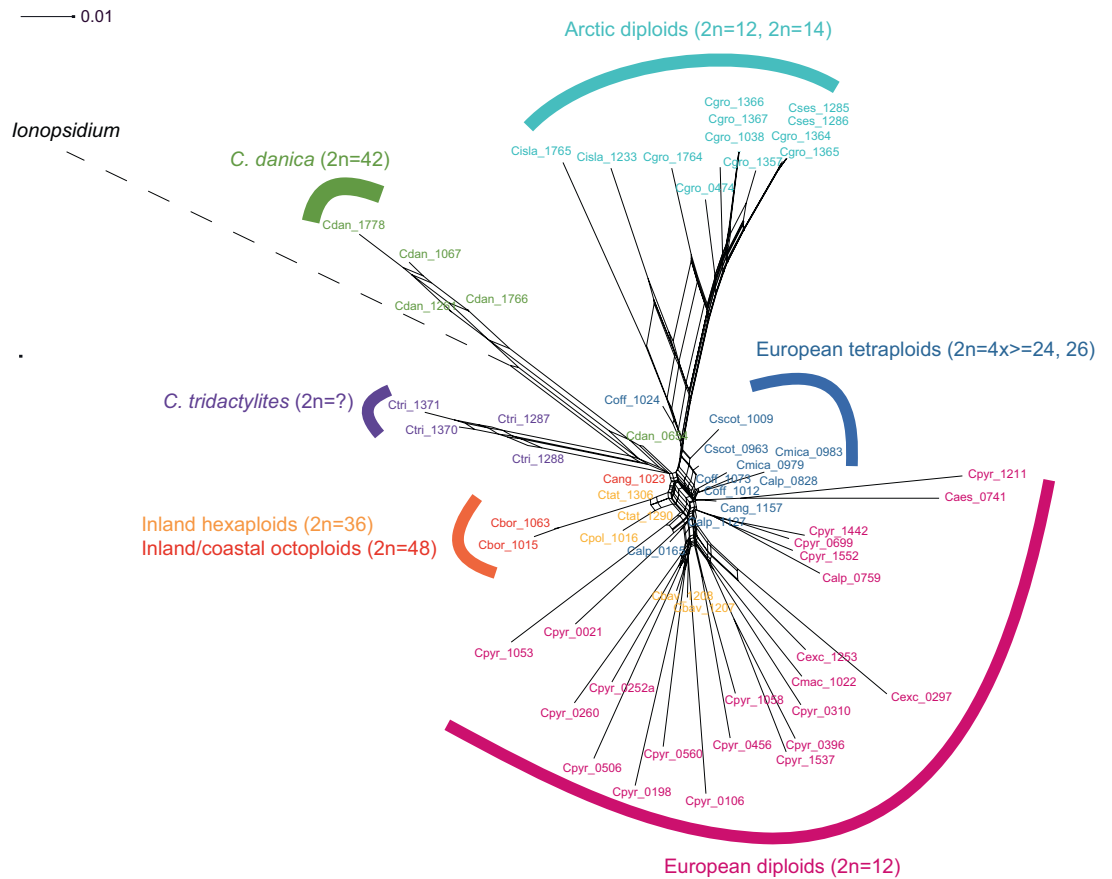 0.01
Arctic diploids (2n=12, 2n=14)
Ionopsidium
C. danica (2n=42)
Cgro_1366
Cses_1285
Cgro_1367
Cses_1286
Cgro_1038
Cgro_1364
Cisla_1765
Cisla_1233
Cgro_1764
Cgro_1357
Cgro_1365
Cgro_0474
Cdan_1778
Cdan_1067
Cdan_1766
European tetraploids (2n=4x>=24, 26)
C. tridactylites (2n=?)
Ctri_1371
Ctri_1287
Ctri_1370
Ctri_1288
Coff_1024
Cdan_0654
Cscot_1009
Cscot_0963
Cmica_0983
Cmica_0979
Cang_1023
Coff_1073
Calp_0828
Cpyr_1211
Ctat_1306
Coff_1012
Caes_0741
Cang_1157
Inland hexaploids (2n=36)
Inland/coastal octoploids (2n=48)
Cbor_1063
Ctat_1290
Calp_1127
Cbor_1015
Cpol_1016
Calp_0165
Cpyr_1442
Cpyr_0699
Cpyr_1552
Calp_0759
Cbav_1208
Cbav_1207
Cpyr_0021
Cpyr_1053
Cexc_1253
Cmac_1022
Cexc_0297
Cpyr_0252a
Cpyr_1058
Cpyr_0260
Cpyr_0310
Cpyr_0560
Cpyr_0456
Cpyr_0396
Cpyr_1537
Cpyr_0506
Cpyr_0198
Cpyr_0106
European diploids (2n=12)